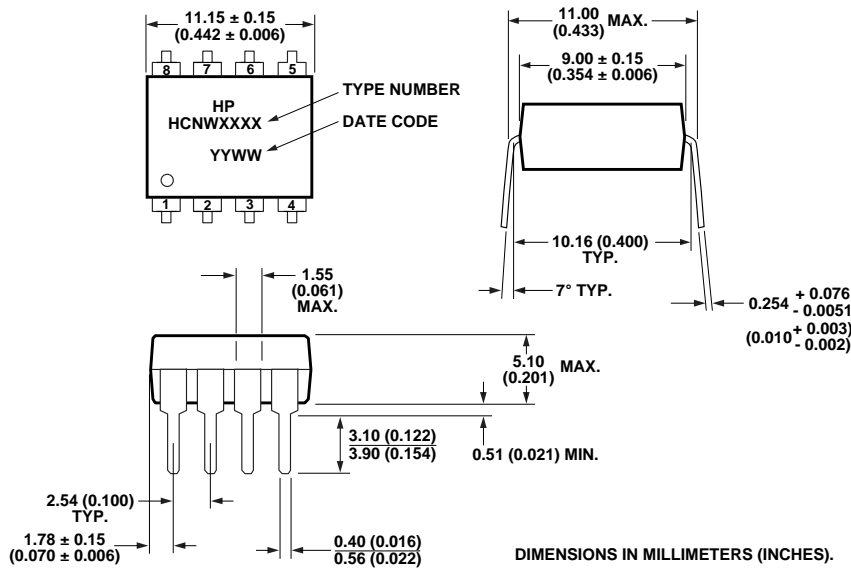 11.15 ± 0.15
(0.442 ± 0.006)
8 7 6 5
HP
HCNWXXXX
YYWW
1 2 3 4
TYPE NUMBER
DATE CODE
11.00
(0.433)
MAX.
9.00 ± 0.15
(0.354 ± 0.006)
10.16 (0.400)
TYP.
7° TYP.
0.254 + 0.076
- 0.0051
(0.010 + 0.003)
- 0.002)
1.55
(0.061)
MAX.
5.10
(0.201)
MAX.
3.10 (0.122)
3.90 (0.154)
0.51 (0.021) MIN.
2.54 (0.100)
TYP.
1.78 ± 0.15
(0.070 ± 0.006)
0.40 (0.016)
0.56 (0.022)
DIMENSIONS IN MILLIMETERS (INCHES).